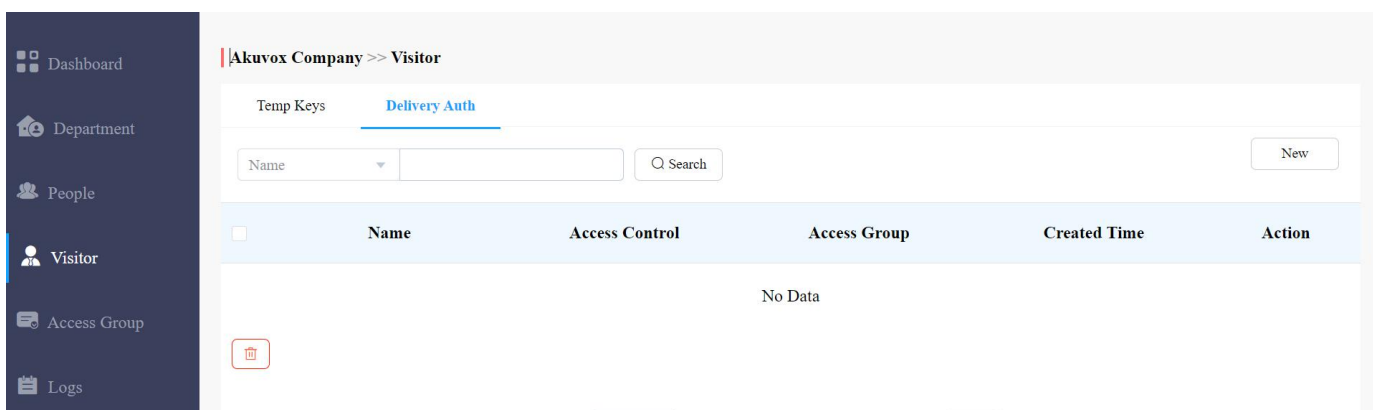 Dashboard
Department
People
Visitor
Access Group
Logs
Akuvox Company >> Visitor
Temp Keys Delivery Auth
Name Search New
Name Access Control Access Group Created Time Action
No Data